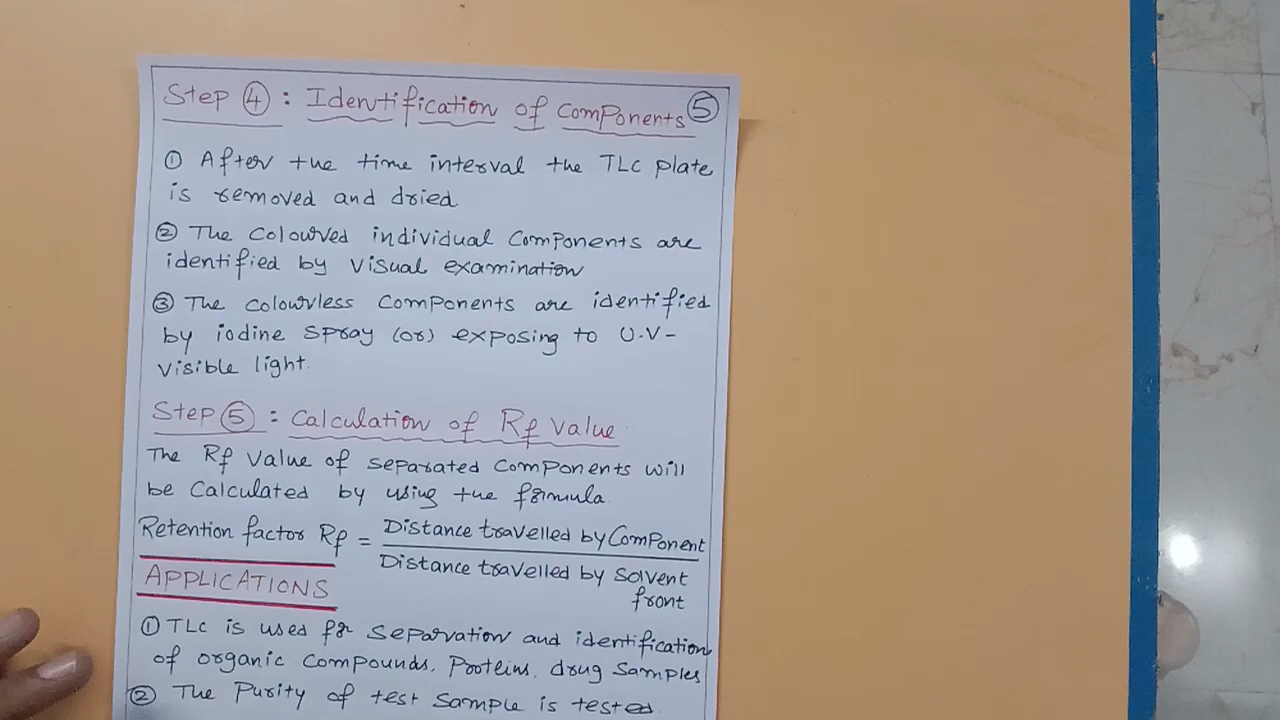 Step ④ : Identification of components ⑤
① After the time interval the TLC plate
is removed and dried
② The coloured individual components are
identified by visual examination
③ The colourless components are identified
by iodine spray (or) exposing to U.V-
visible light.
Step ⑤ : Calculation of Rf value
The Rf value of separated components will
be calculated by using the formula.
Retention factor Rf = Distance travelled by component
Distance travelled by solvent
front
APPLICATIONS
① TLC is used for separation and identification
of organic compounds, Proteins, drug samples
② The Purity of test sample is tested